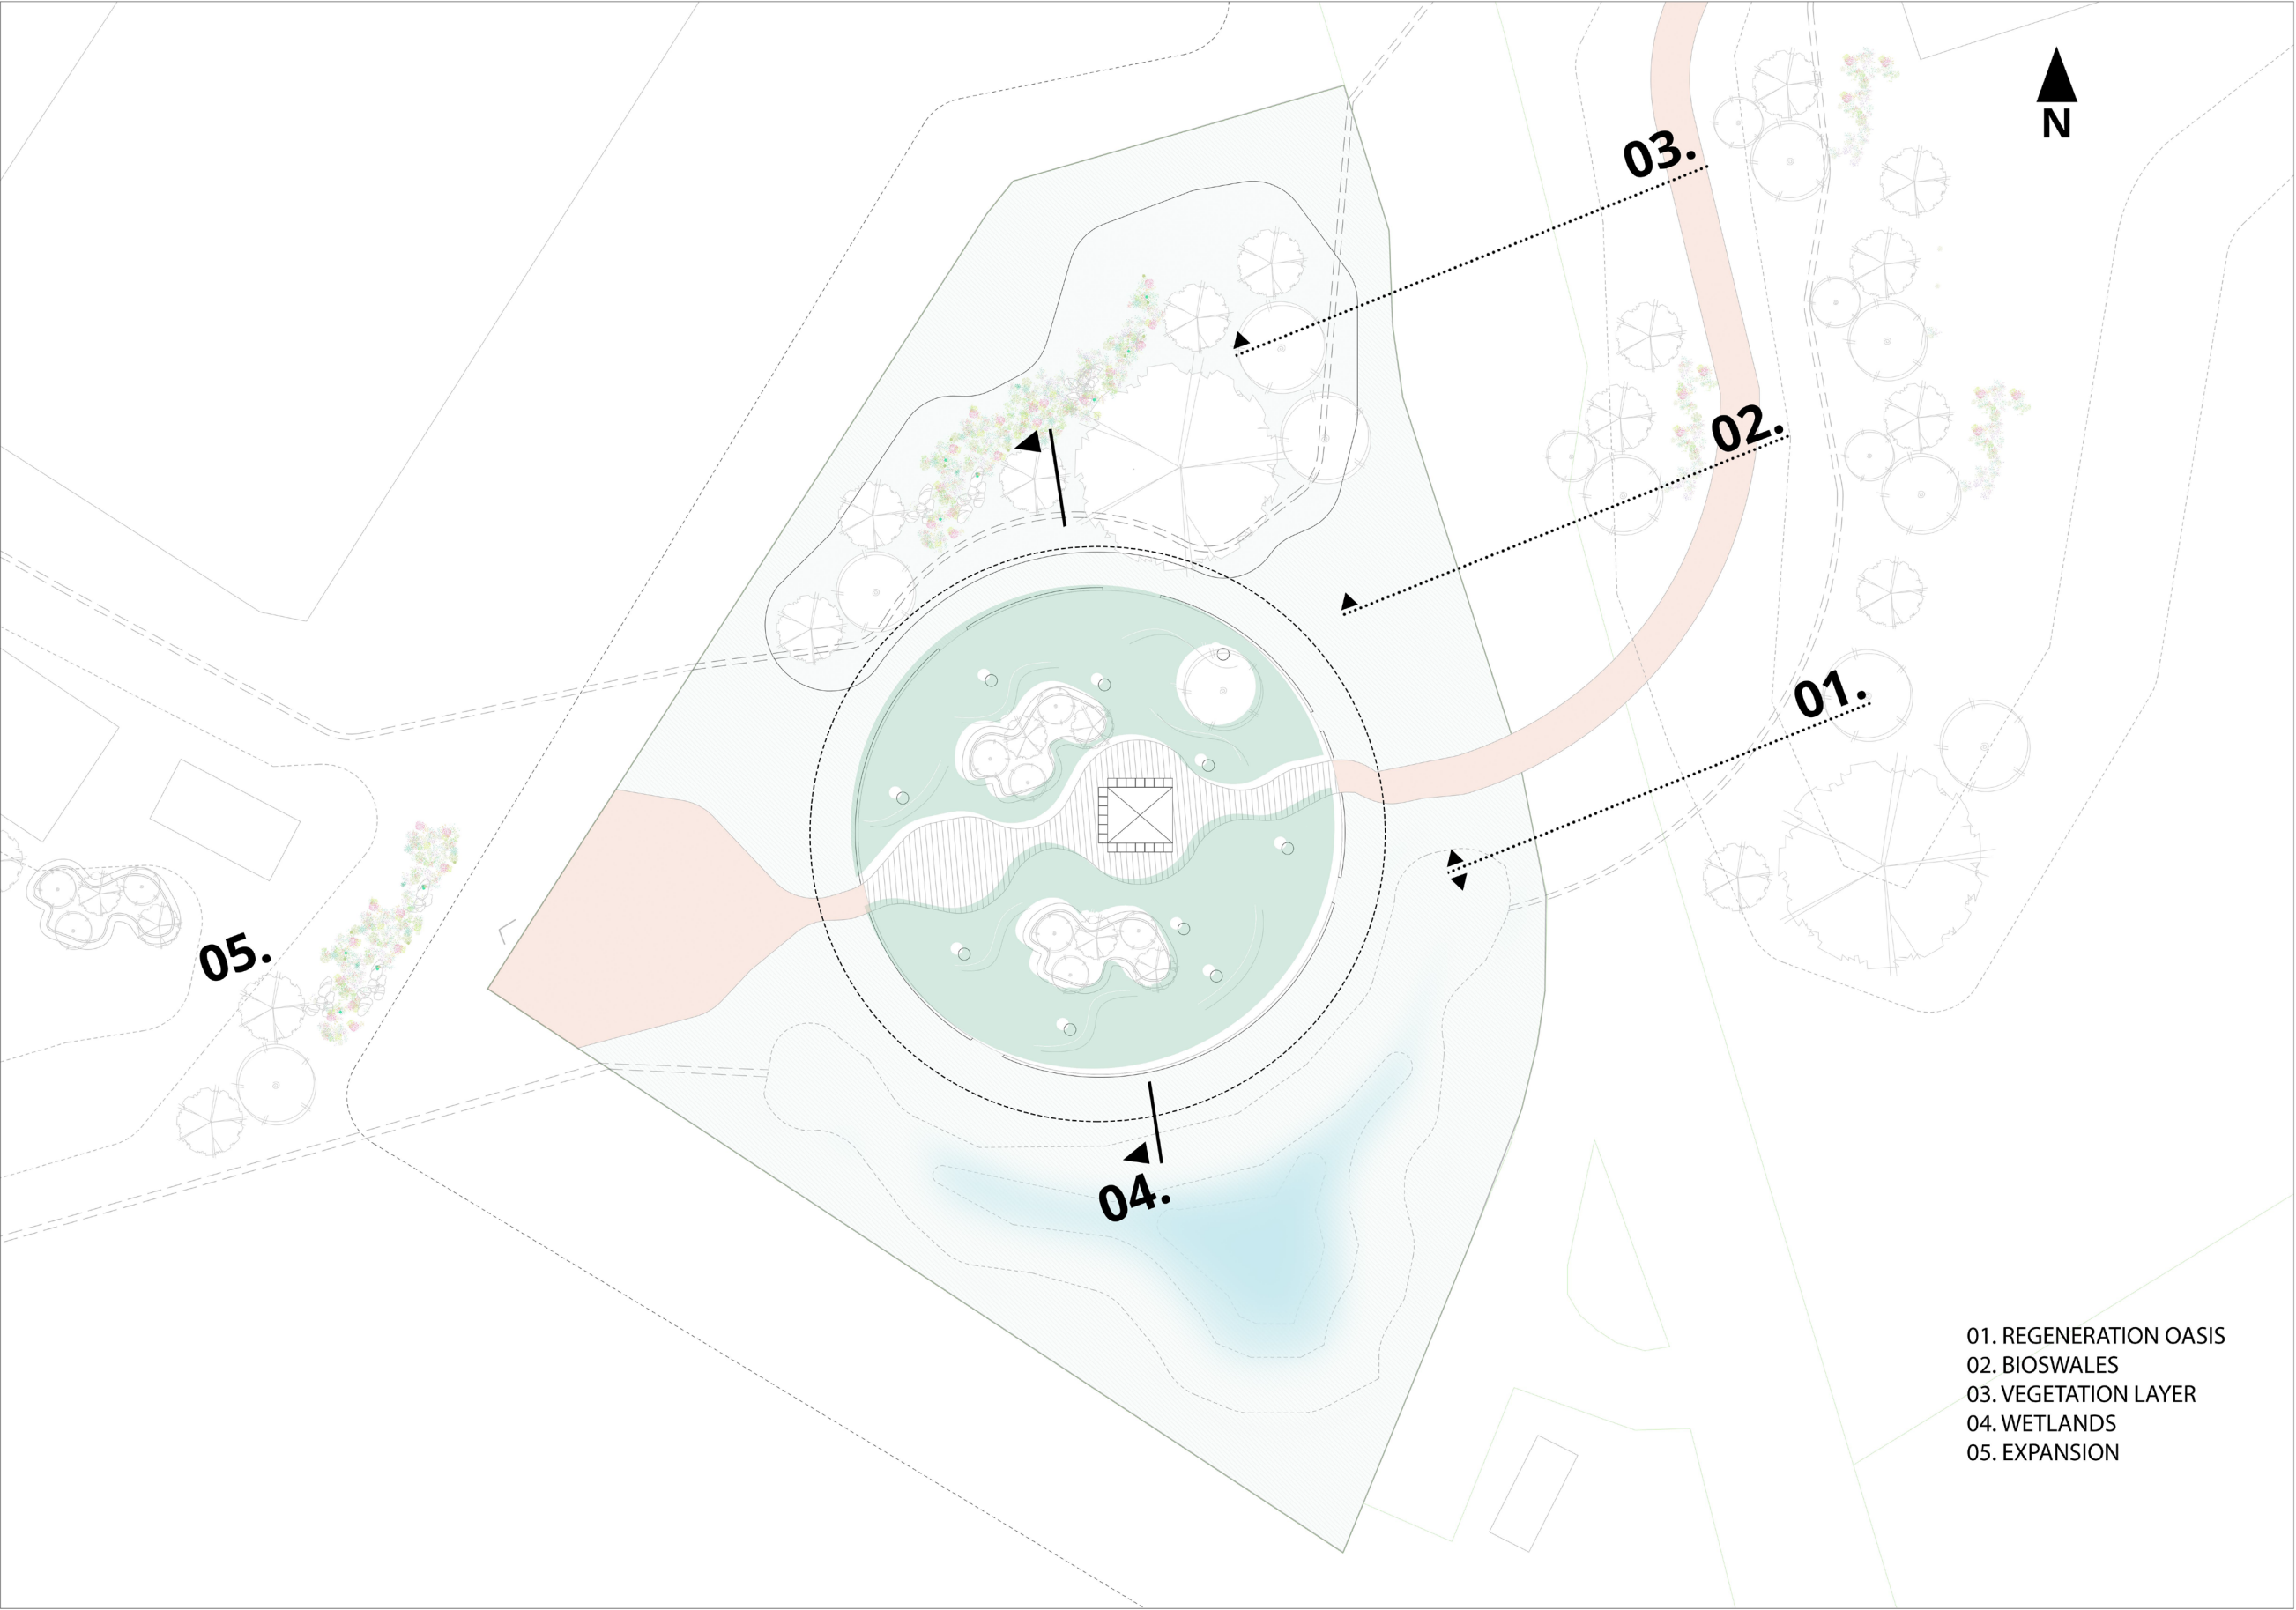 N
03.
02.
01.
05.
04.
01. REGENERATION OASIS
02. BIOSWALES
03. VEGETATION LAYER
04. WETLANDS
05. EXPANSION